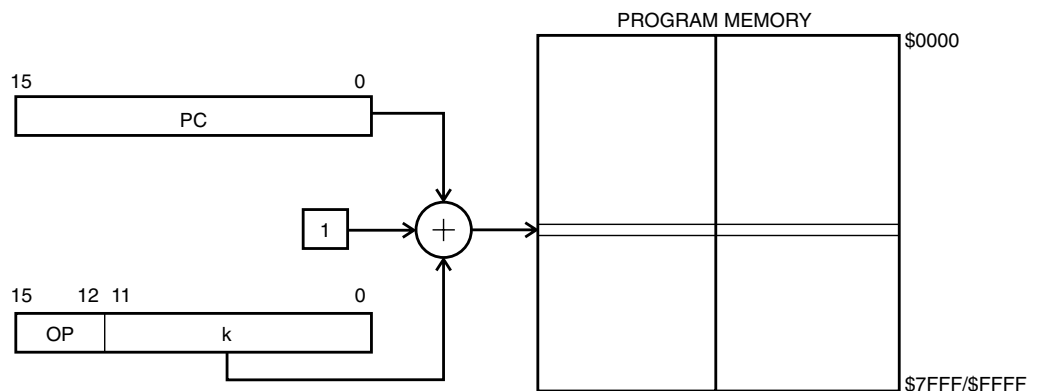 PROGRAM MEMORY
$0000
15 0
PC
1
+
15 12 11 0
OP k
$7FFF/$FFFF